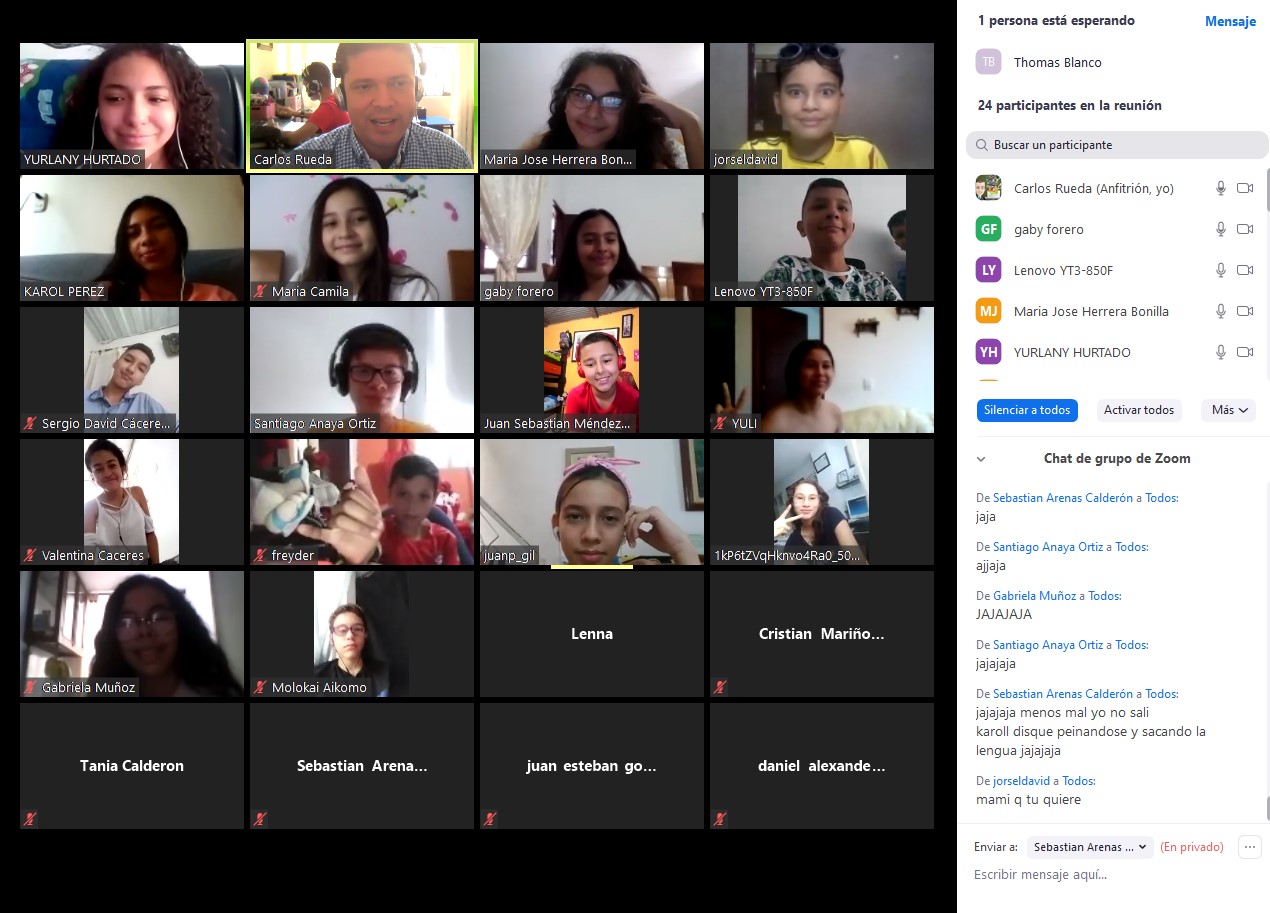 YURLANY HURTADO
Carlos Rueda
Maria Jose Herrera Bon...
jorseldavid
KAROL PEREZ
Maria Camila
gaby forero
Lenovo YT3-850F
Sergio David Cácere...
Santiago Anaya Ortiz
Juan Sebastian Méndez...
YULI
Valentina Caceres
freyder
juanp_gil
1kP6tZVqHknvo4Ra0_50...
Gabriela Muñoz
Molokai Aikomo
Lenna
Cristian Mariño...
Tania Calderon
Sebastian Arena...
juan esteban go...
daniel alexande...
1 persona está esperando
Mensaje
TB
Thomas Blanco
24 participantes en la reunión
Buscar un participante
Carlos Rueda (Anfitrión, yo)
GF
gaby forero
LY
Lenovo YT3-850F
MJ
Maria Jose Herrera Bonilla
YH
YURLANY HURTADO
Silenciar a todos
Activar todos
Más
Chat de grupo de Zoom
De Sebastian Arenas Calderón a Todos:
jaja
De Santiago Anaya Ortiz a Todos:
ajjaja
De Gabriela Muñoz a Todos:
JAJAJAJA
De Santiago Anaya Ortiz a Todos:
jajajaja
De Sebastian Arenas Calderón a Todos:
jajajaja menos mal yo no sali
karoll disque peinandose y sacando la
lengua jajajaja
De jorseldavid a Todos:
mami q tu quiere
Enviar a:
Sebastian Arenas ...
(En privado)
Escribir mensaje aquí...